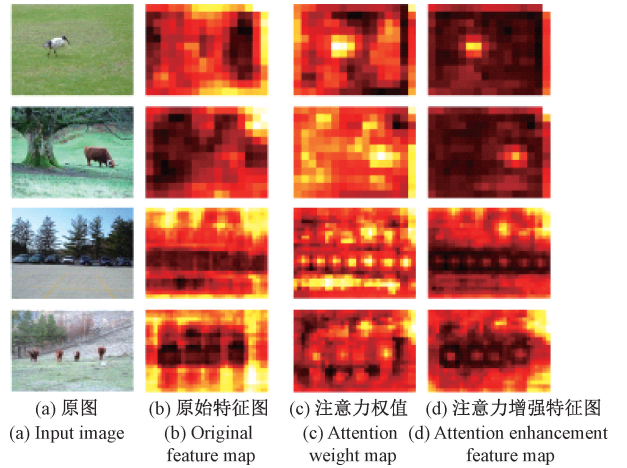 (a) 原图
(b) 原始特征图
(c) 注意力权值
(d) 注意力增强特征图
(a) Input image
(b) Original
feature map
(c) Attention
weight map
(d) Attention enhancement
feature map